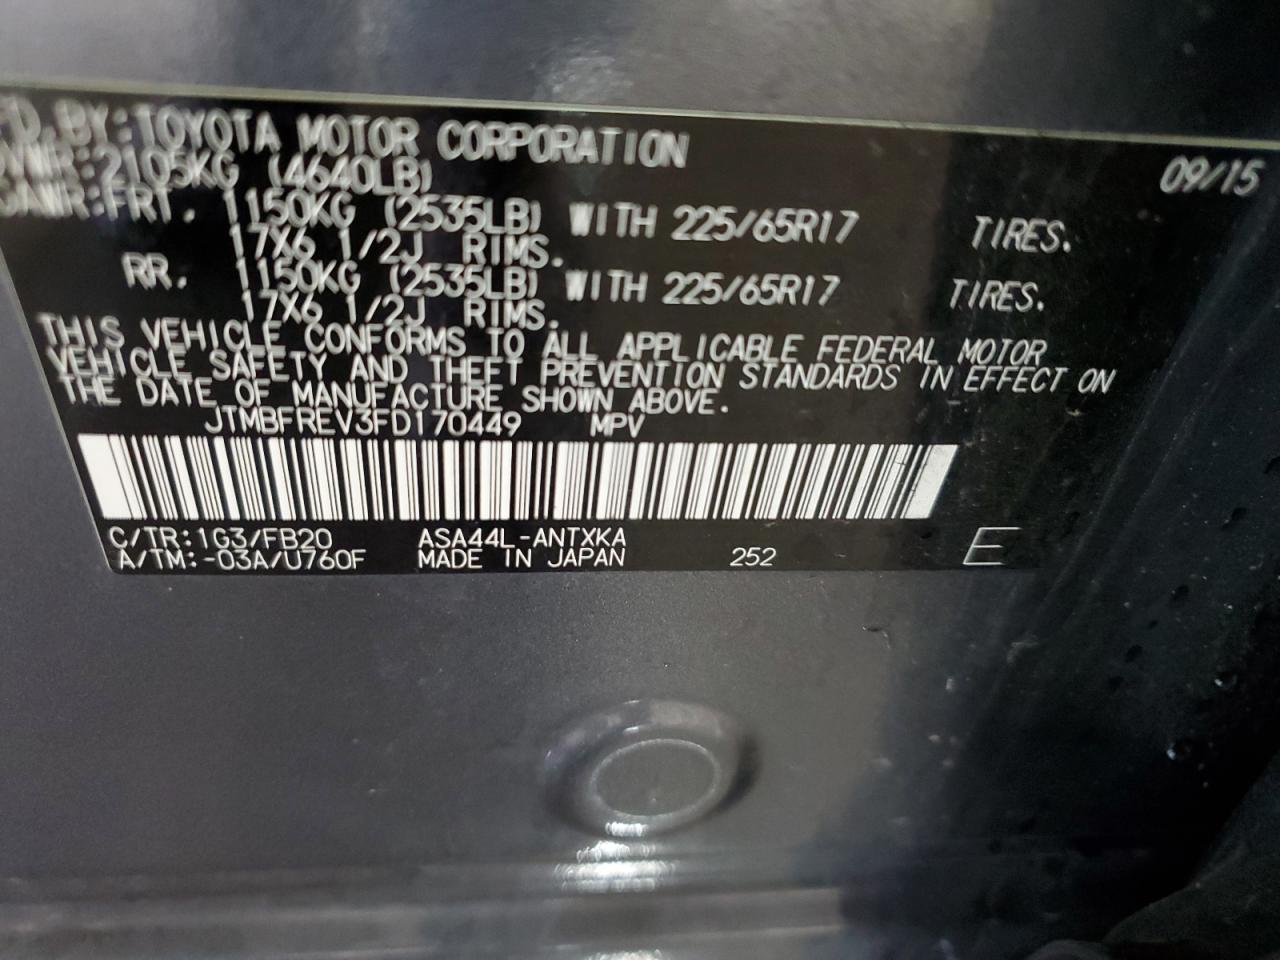 FD. BY: TOYOTA MOTOR CORPORATION 09/15
GVWR: 2105KG (4640LB)
GAWR: FRT. 1150KG (2535LB) WITH 225/65R17 TIRES.
17X6 1/2J RIMS.
RR. 1150KG (2535LB) WITH 225/65R17 TIRES.
17X6 1/2J RIMS.
THIS VEHICLE CONFORMS TO ALL APPLICABLE FEDERAL MOTOR
VEHICLE SAFETY AND THEFT PREVENTION STANDARDS IN EFFECT ON
THE DATE OF MANUFACTURE SHOWN ABOVE.
JTMBFREV3FD170449 MPV
C/TR: 1G3/FB20 ASA44L-ANTXKA
A/TM: -03A/U760F MADE IN JAPAN 252 E